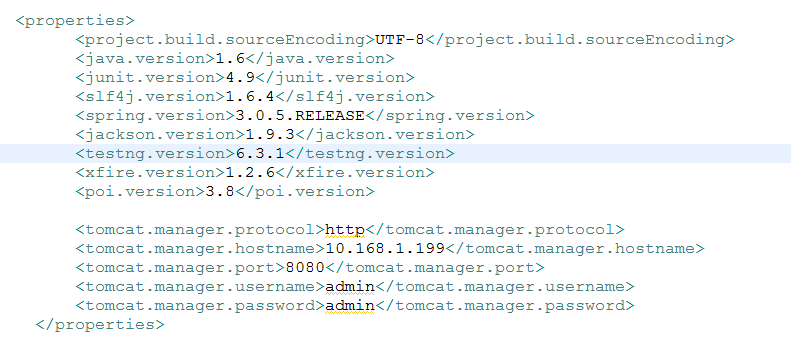 <properties>
<project.build.sourceEncoding>UTF-8</project.build.sourceEncoding>
<java.version>1.6</java.version>
<junit.version>4.9</junit.version>
<slf4j.version>1.6.4</slf4j.version>
<spring.version>3.0.5.RELEASE</spring.version>
<jackson.version>1.9.3</jackson.version>
<testng.version>6.3.1</testng.version>
<xfire.version>1.2.6</xfire.version>
<poi.version>3.8</poi.version>
<tomcat.manager.protocol>http</tomcat.manager.protocol>
<tomcat.manager.hostname>10.168.1.199</tomcat.manager.hostname>
<tomcat.manager.port>8080</tomcat.manager.port>
<tomcat.manager.username>admin</tomcat.manager.username>
<tomcat.manager.password>admin</tomcat.manager.password>
</properties>